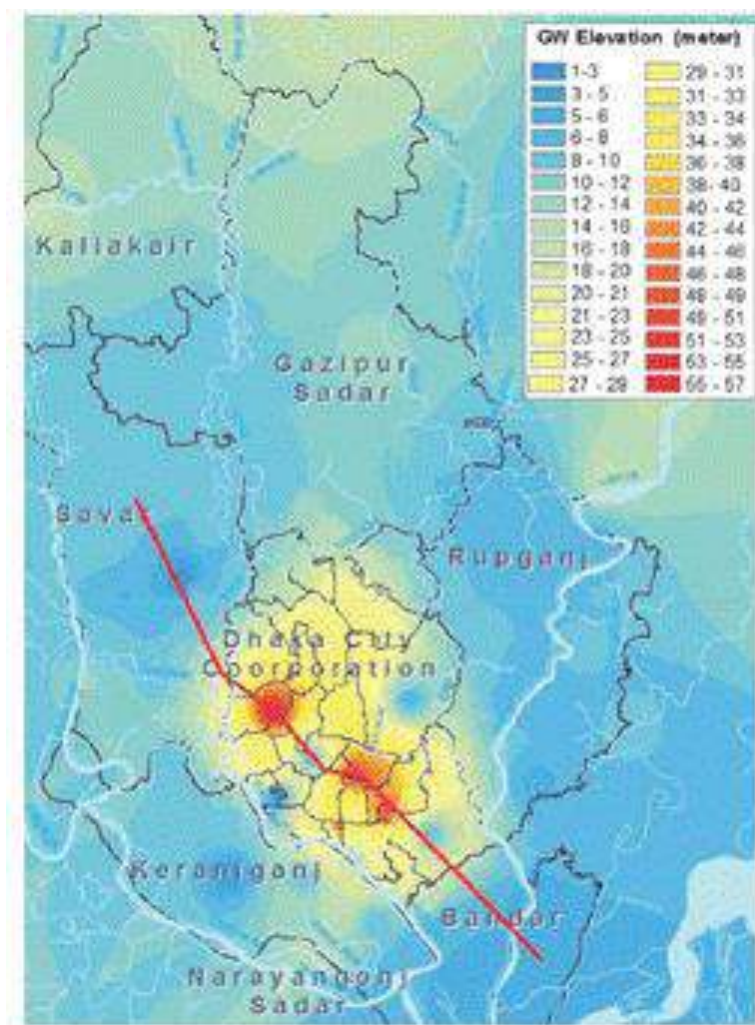 GW Elevation (meter)
1-3
3 - 5
5 - 6
6 - 8
8 - 10
10 - 12
12 - 14
14 - 16
16 - 18
18 - 20
20 - 21
21 - 23
23 - 25
25 - 27
27 - 29
29 - 31
31 - 33
33 - 34
34 - 36
36 - 38
38 - 40
40 - 42
42 - 44
44 - 46
46 - 48
48 - 49
49 - 51
51 - 53
53 - 55
55 - 57
Kaliakair
Gazipur
Sadar
Savar
Rupganj
Dhaka City
Coorporation
Keraniganj
Bandar
Narayanganj
Sadar